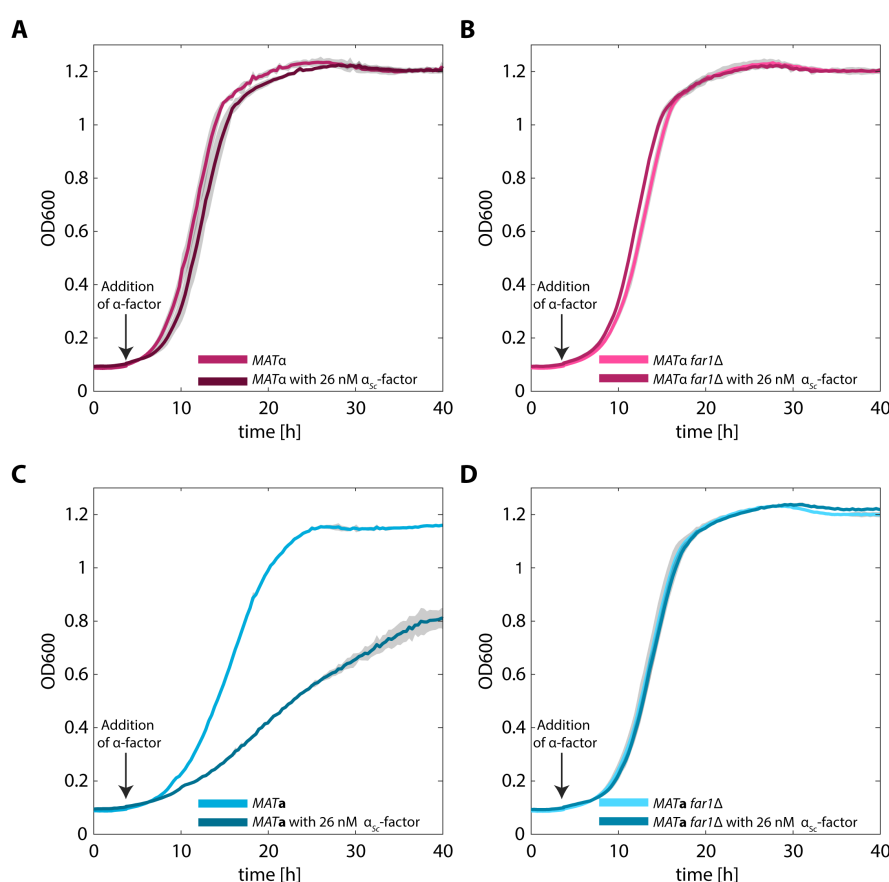 A
1.2
1
0.8
0.6
0.4
0.2
0
OD600
Addition
of α-factor
MATα
MATα with 26 nM αSc-factor
0 10 20 30 40
time [h]
B
1.2
1
0.8
0.6
0.4
0.2
0
OD600
Addition
of α-factor
MATα far1Δ
MATα far1Δ with 26 nM αSc-factor
0 10 20 30 40
time [h]
C
1.2
1
0.8
0.6
0.4
0.2
0
OD600
Addition
of α-factor
MATa
MATa with 26 nM αSc-factor
0 10 20 30 40
time [h]
D
1.2
1
0.8
0.6
0.4
0.2
0
OD600
Addition
of α-factor
MATa far1Δ
MATa far1Δ with 26 nM αSc-factor
0 10 20 30 40
time [h]